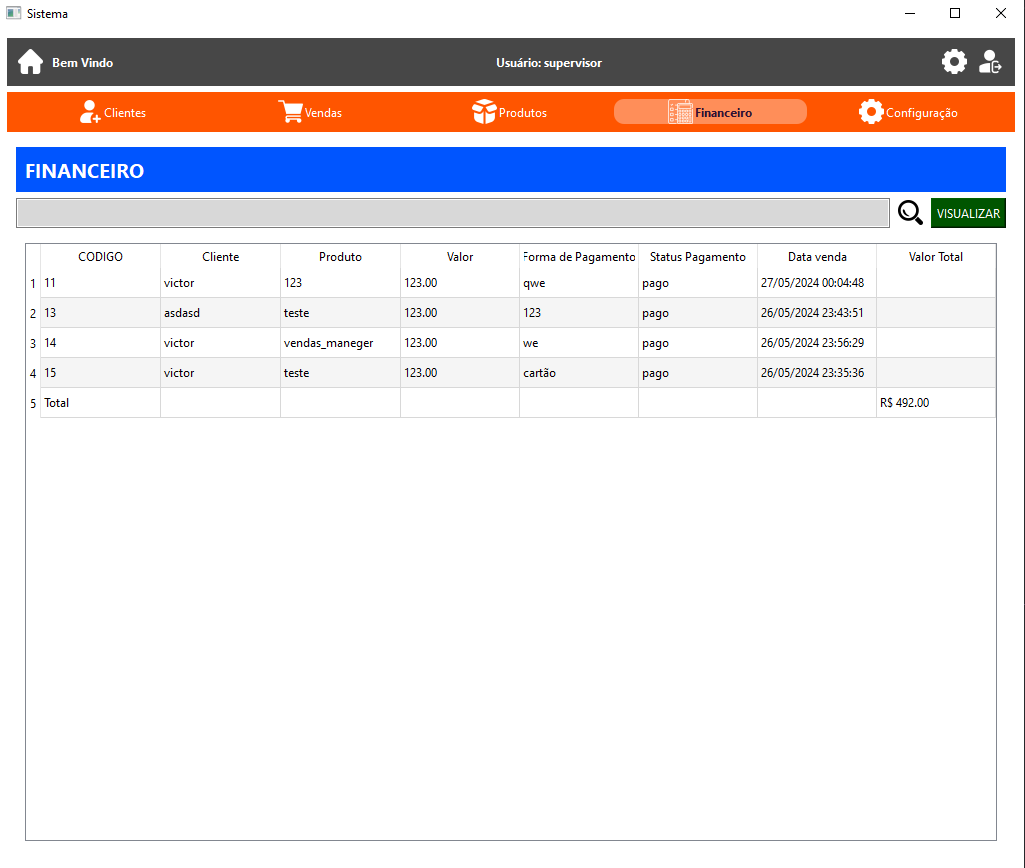 Sistema
Bem Vindo Usuário: supervisor
Clientes Vendas Produtos Financeiro Configuração
FINANCEIRO
VISUALIZAR
CODIGO Cliente Produto Valor Forma de Pagamento Status Pagamento Data venda Valor Total
1 11 victor 123 123.00 qwe pago 27/05/2024 00:04:48
2 13 asdasd teste 123.00 123 pago 26/05/2024 23:43:51
3 14 victor vendas_maneger 123.00 we pago 26/05/2024 23:56:29
4 15 victor teste 123.00 cartão pago 26/05/2024 23:35:36
5 Total R$ 492.00